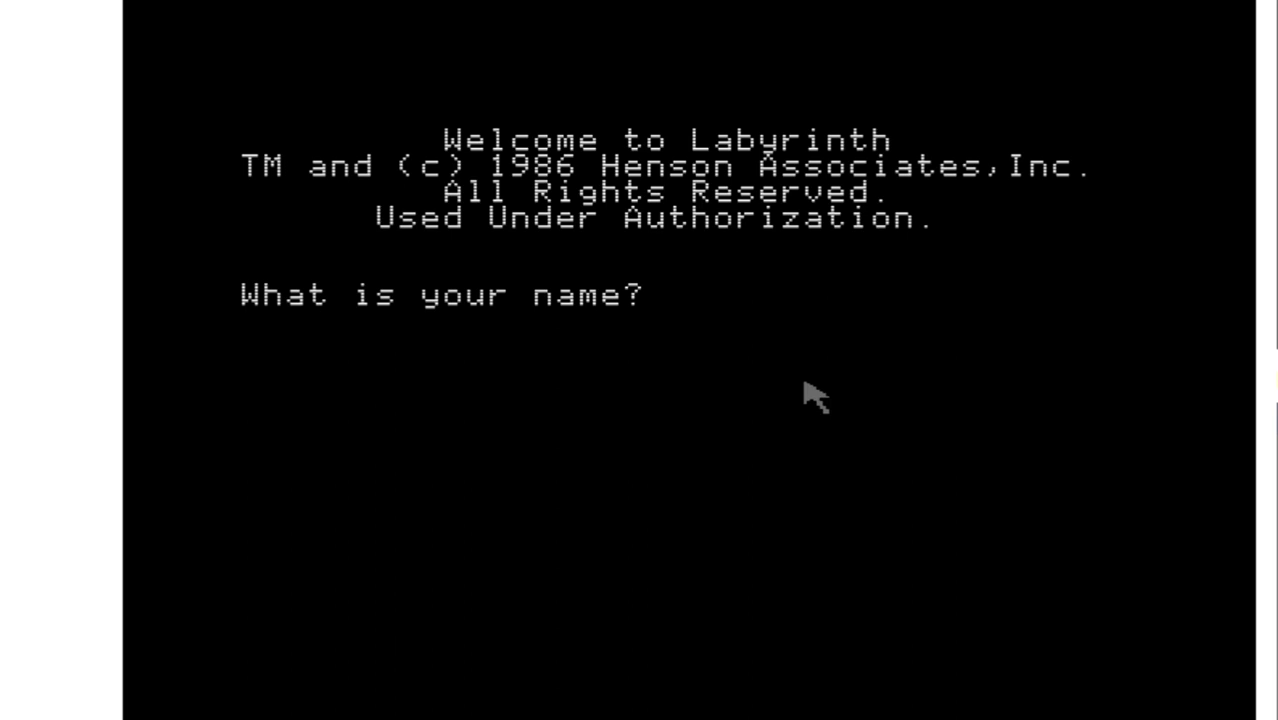 Welcome to Labyrinth
TM and (c) 1986 Henson Associates,Inc.
All Rights Reserved.
Used Under Authorization.
What is your name?